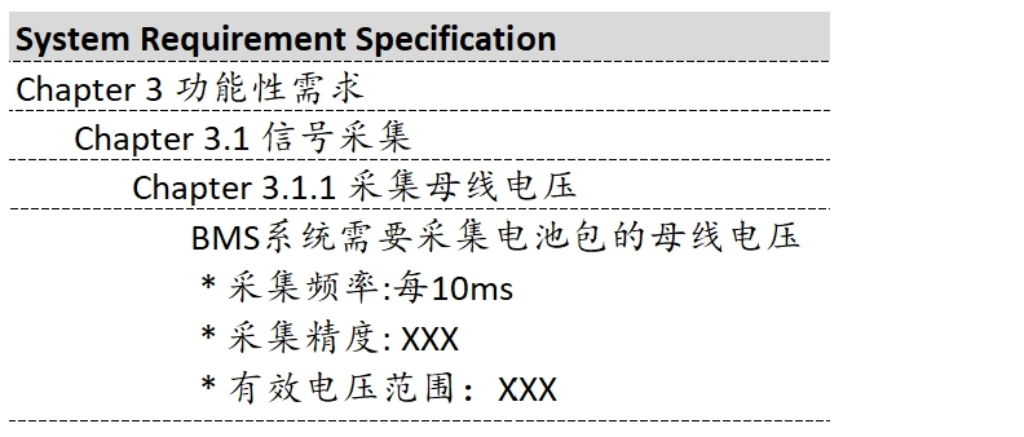 System Requirement Specification
Chapter 3 功能性需求
Chapter 3.1 信号采集
Chapter 3.1.1 采集母线电压
BMS系统需要采集电池包的母线电压
* 采集频率:每10ms
* 采集精度: XXX
* 有效电压范围：XXX